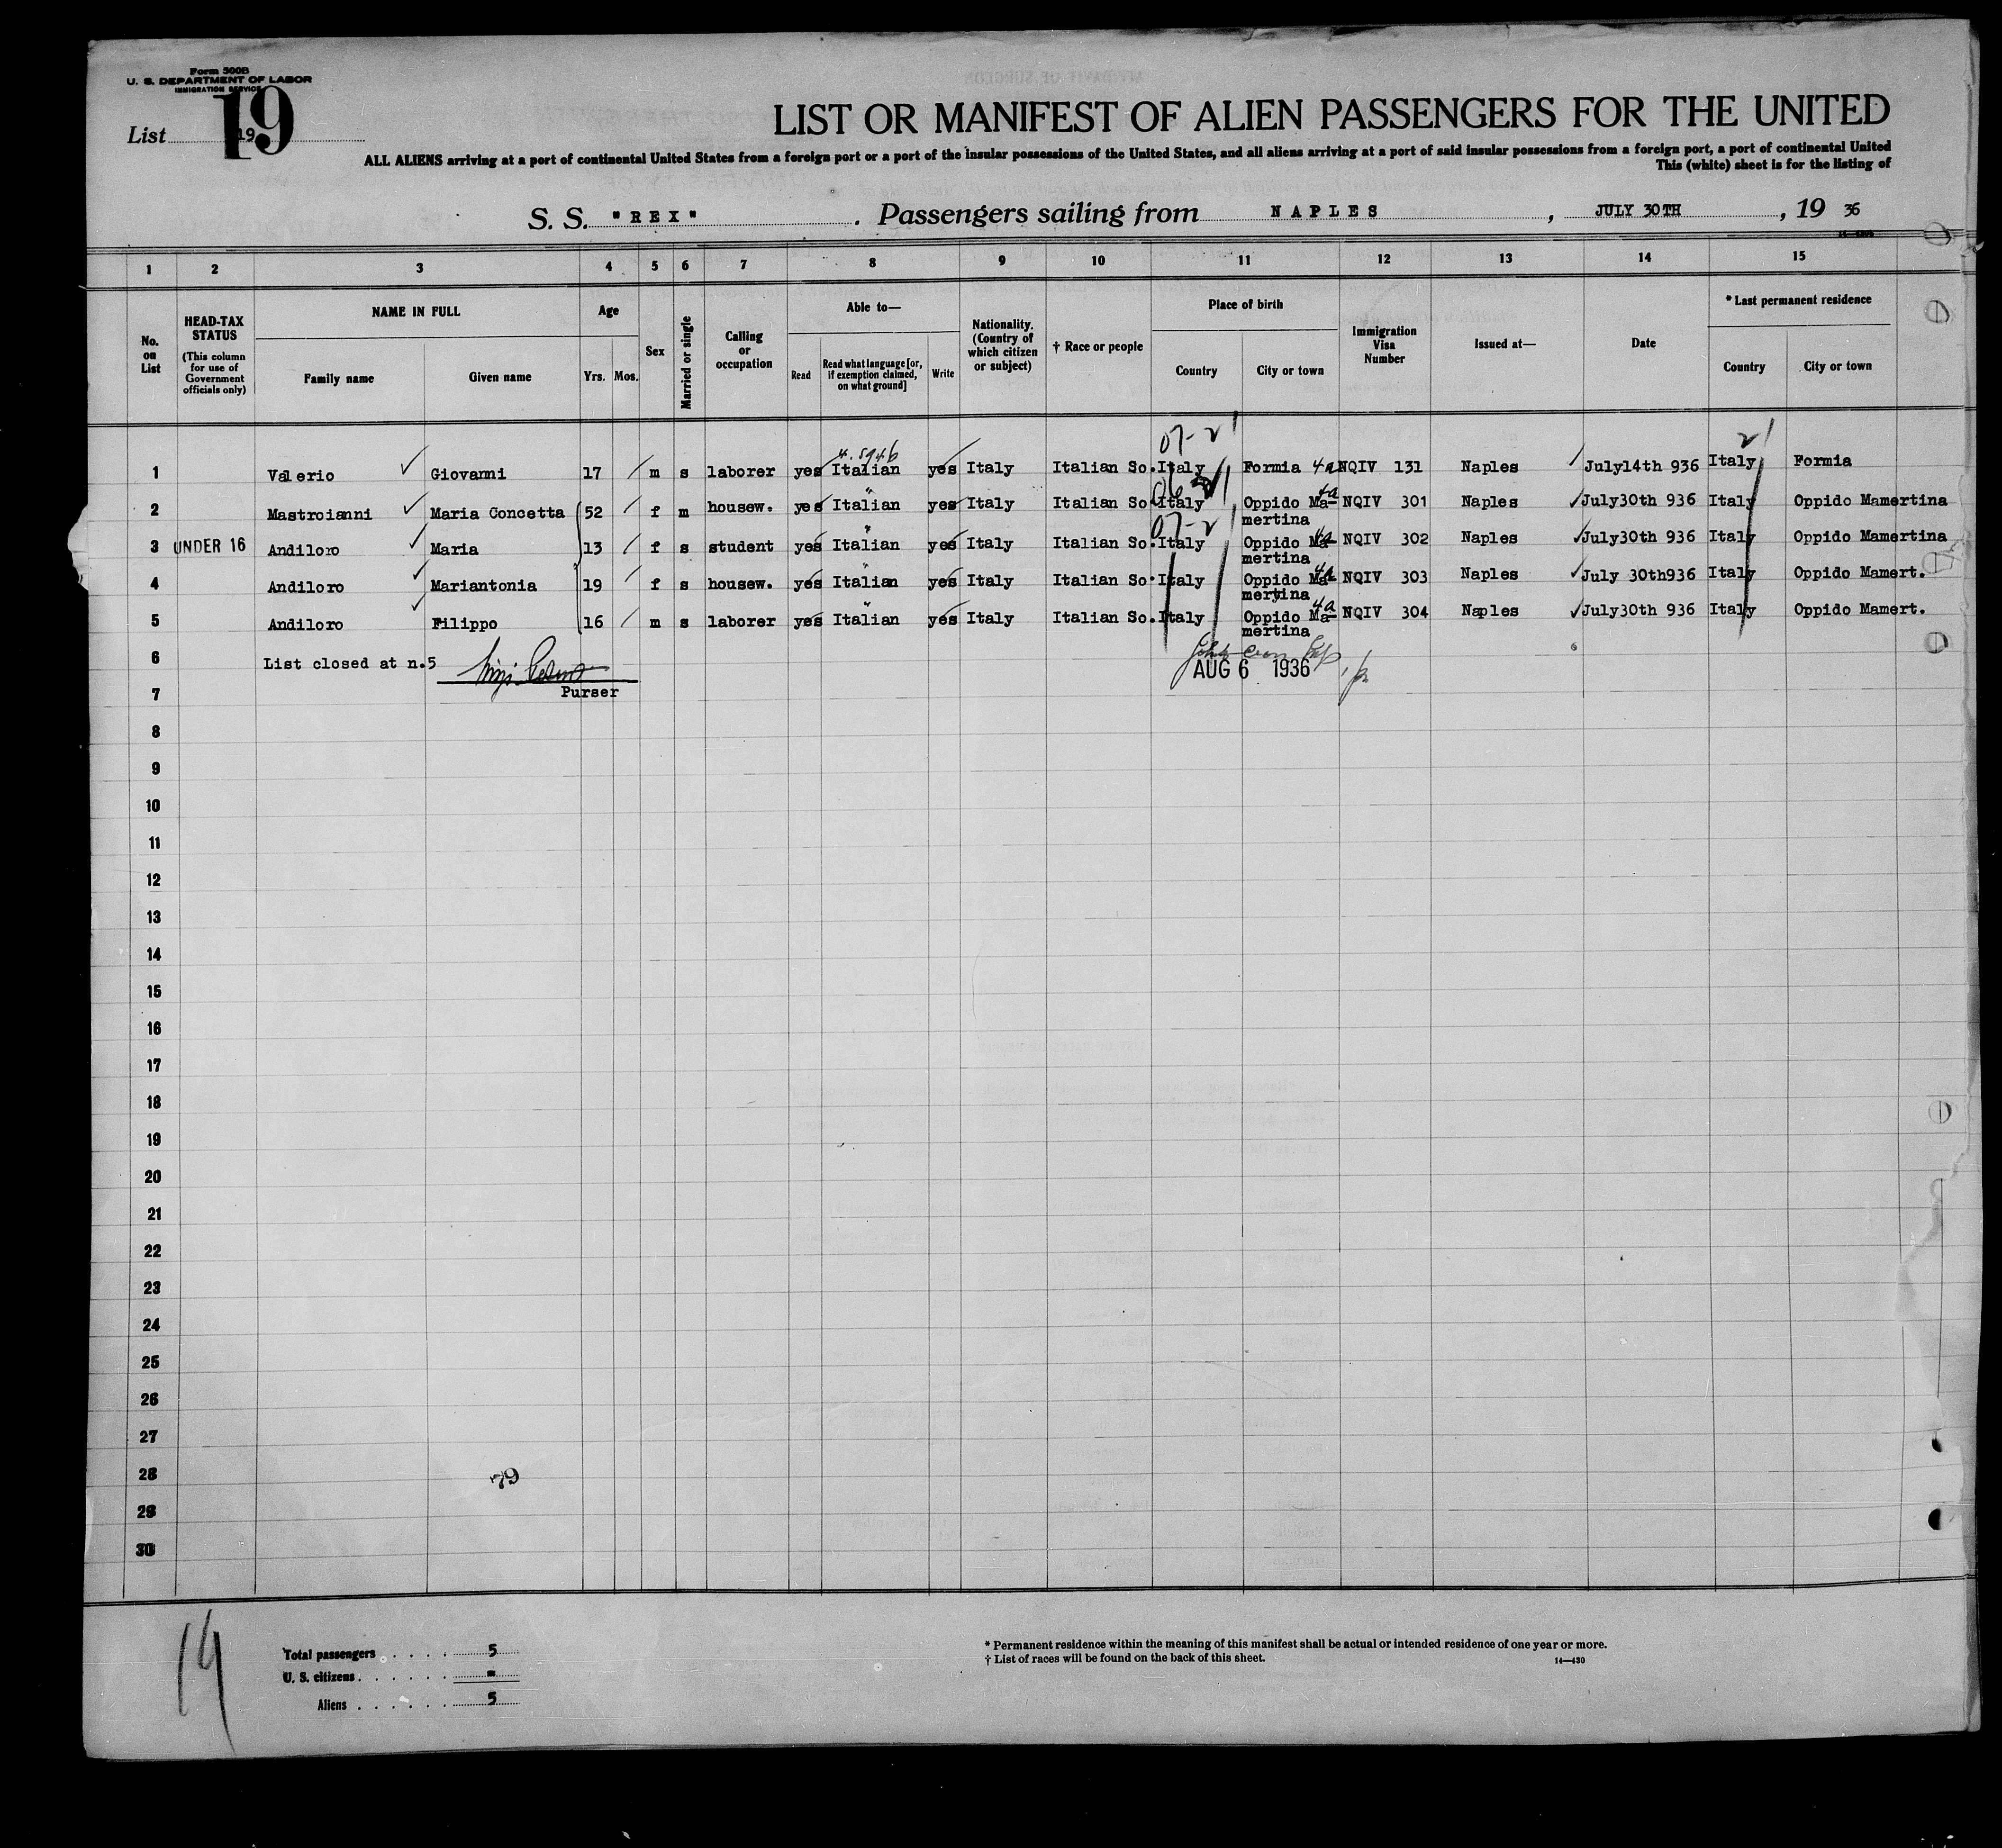 Form 500B
U. S. DEPARTMENT OF LABOR
IMMIGRATION SERVICE
19
List 19
LIST OR MANIFEST OF ALIEN PASSENGERS FOR THE UNITED
ALL ALIENS arriving at a port of continental United States from a foreign port or a port of the insular possessions of the United States, and all aliens arriving at a port of said insular possessions from a foreign port, a port of continental United
This (white) sheet is for the listing of
S. S. "REX". Passengers sailing from NAPLES, JULY 30TH, 19 36
1 2 3 4 5 6 7 8 9 10 11 12 13 14 15
No. on List
HEAD-TAX STATUS (This column for use of Government officials only)
NAME IN FULL
Family name Given name
Age
Yrs. Mos.
Sex
Married or single
Calling or occupation
Able to—
Read
Read what language [or, if exemption claimed, on what ground]
Write
Nationality. (Country of which citizen or subject)
† Race or people
Place of birth
Country City or town
Immigration Visa Number
Issued at—
Date
* Last permanent residence
Country City or town
07-2 21
1 Valerio Giovanni 17 m s laborer yes Italian yes Italy Italian So. Italy Formia 4a NQIV 131 Naples July14th 936 Italy Formia
2 Mastroianni Maria Concetta 52 f m housew. yes Italian " yes Italy Italian So. Italy Oppido Ma- 4a NQIV 301 Naples July30th 936 Italy Oppido Mamertina
mertina
07-2
3 UNDER 16 Andiloro Maria 13 f s student yes Italian " yes Italy Italian So. Italy Oppido Ma- 4a NQIV 302 Naples July30th 936 Italy Oppido Mamertina
mertina
4 Andiloro Mariantonia 19 f s housew. yes Italian " yes Italy Italian So. Italy Oppido Ma- 4a NQIV 303 Naples July 30th936 Italy Oppido Mamert.
mertina
5 Andiloro Filippo 16 m s laborer yes Italian " yes Italy Italian So. Italy Oppido Ma- 4a NQIV 304 Naples July30th 936 Italy Oppido Mamert.
mertina
6 List closed at n.5
AUG 6 1936
7 Purser
8
9
10
11
12
13
14
15
16
17
18
19
20
21
22
23
24
25
26
27
28
79
29
30
19
Total passengers . . . . 5
U. S. citizens . . . . . . -
Aliens . . . . . . 5
* Permanent residence within the meaning of this manifest shall be actual or intended residence of one year or more.
† List of races will be found on the back of this sheet.
14—430